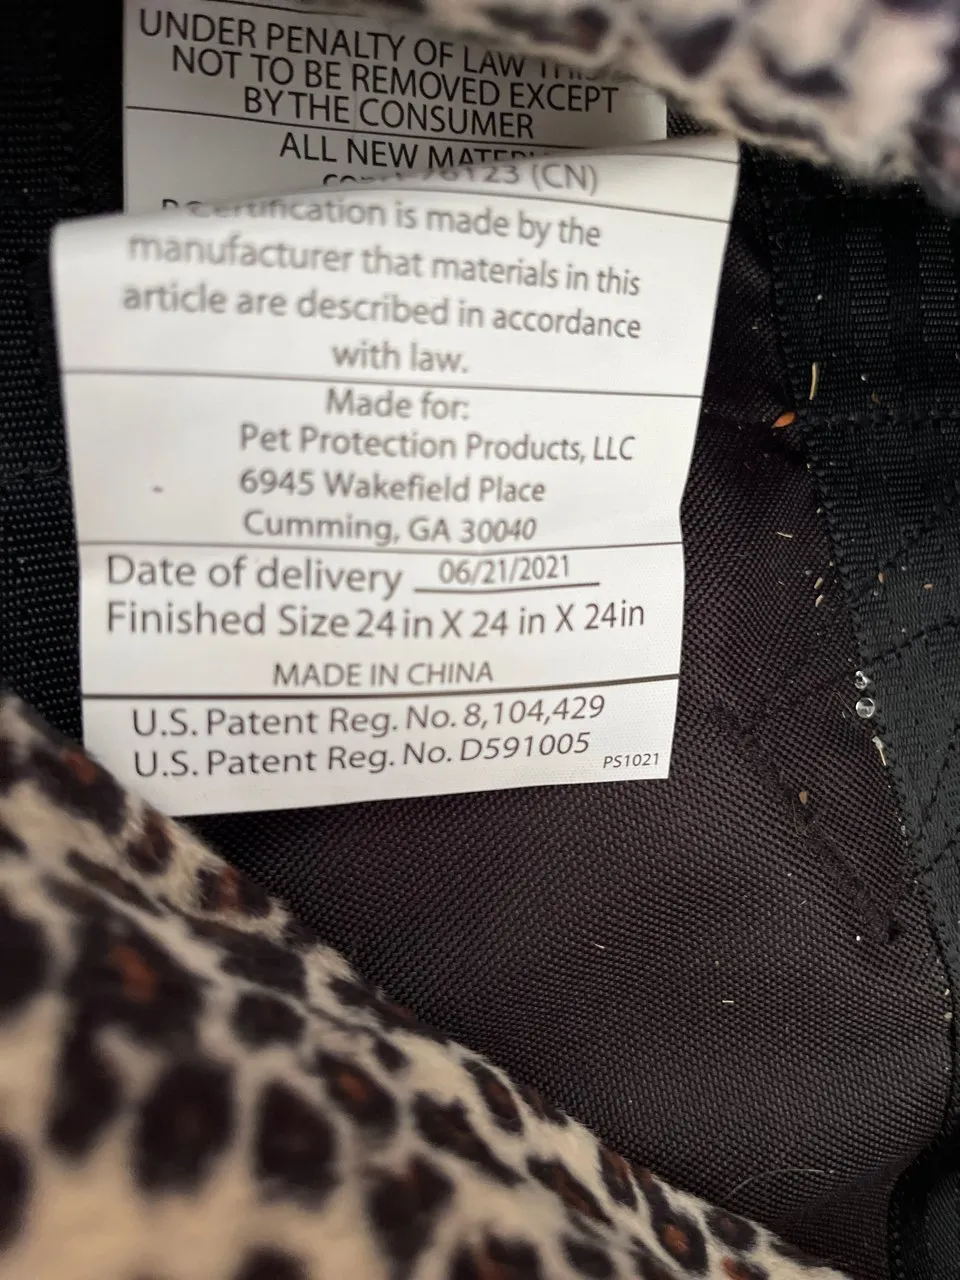 UNDER PENALTY OF LAW THIS
NOT TO BE REMOVED EXCEPT
BY THE CONSUMER
ALL NEW
(CN)
certification is made by the
manufacturer that materials in this
article are described in accordance
with law.
Made for:
Pet Protection Products, LLC
6945 Wakefield Place
Cumming, GA 30040
Date of delivery 06/21/2021
Finished Size 24 in X 24 in X 24in
MADE IN CHINA
U.S. Patent Reg. No. 8,104,429
U.S. Patent Reg. No. D591005
PS1021